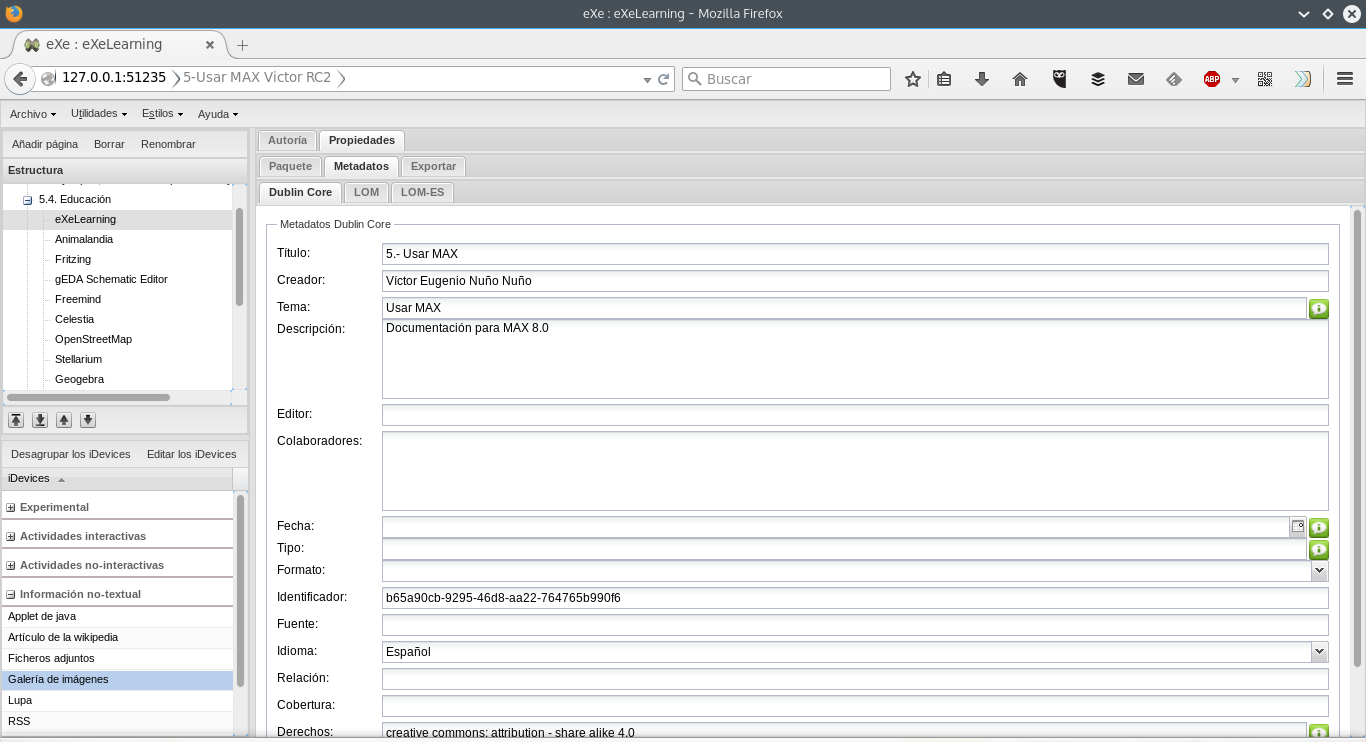 eXe : eXeLearning - Mozilla Firefox
eXe : eXeLearning
127.0.0.1:51235 5-Usar MAX Victor RC2
Buscar
ABP
Archivo Utilidades Estilos Ayuda
Añadir página Borrar Renombrar
Estructura
5.4. Educación
eXeLearning
Animalandia
Fritzing
gEDA Schematic Editor
Freemind
Celestia
OpenStreetMap
Stellarium
Geogebra
Desagrupar los iDevices Editar los iDevices
iDevices
Experimental
Actividades interactivas
Actividades no-interactivas
Información no-textual
Applet de java
Artículo de la wikipedia
Ficheros adjuntos
Galería de imágenes
Lupa
RSS
Autoría Propiedades
Paquete Metadatos Exportar
Dublin Core LOM LOM-ES
Metadatos Dublin Core
Título: 5.- Usar MAX
Creador: Víctor Eugenio Nuño Nuño
Tema: Usar MAX
Descripción: Documentación para MAX 8.0
Editor:
Colaboradores:
Fecha:
Tipo:
Formato:
Identificador: b65a90cb-9295-46d8-aa22-764765b990f6
Fuente:
Idioma: Español
Relación:
Cobertura:
Derechos: creative commons: attribution - share alike 4.0